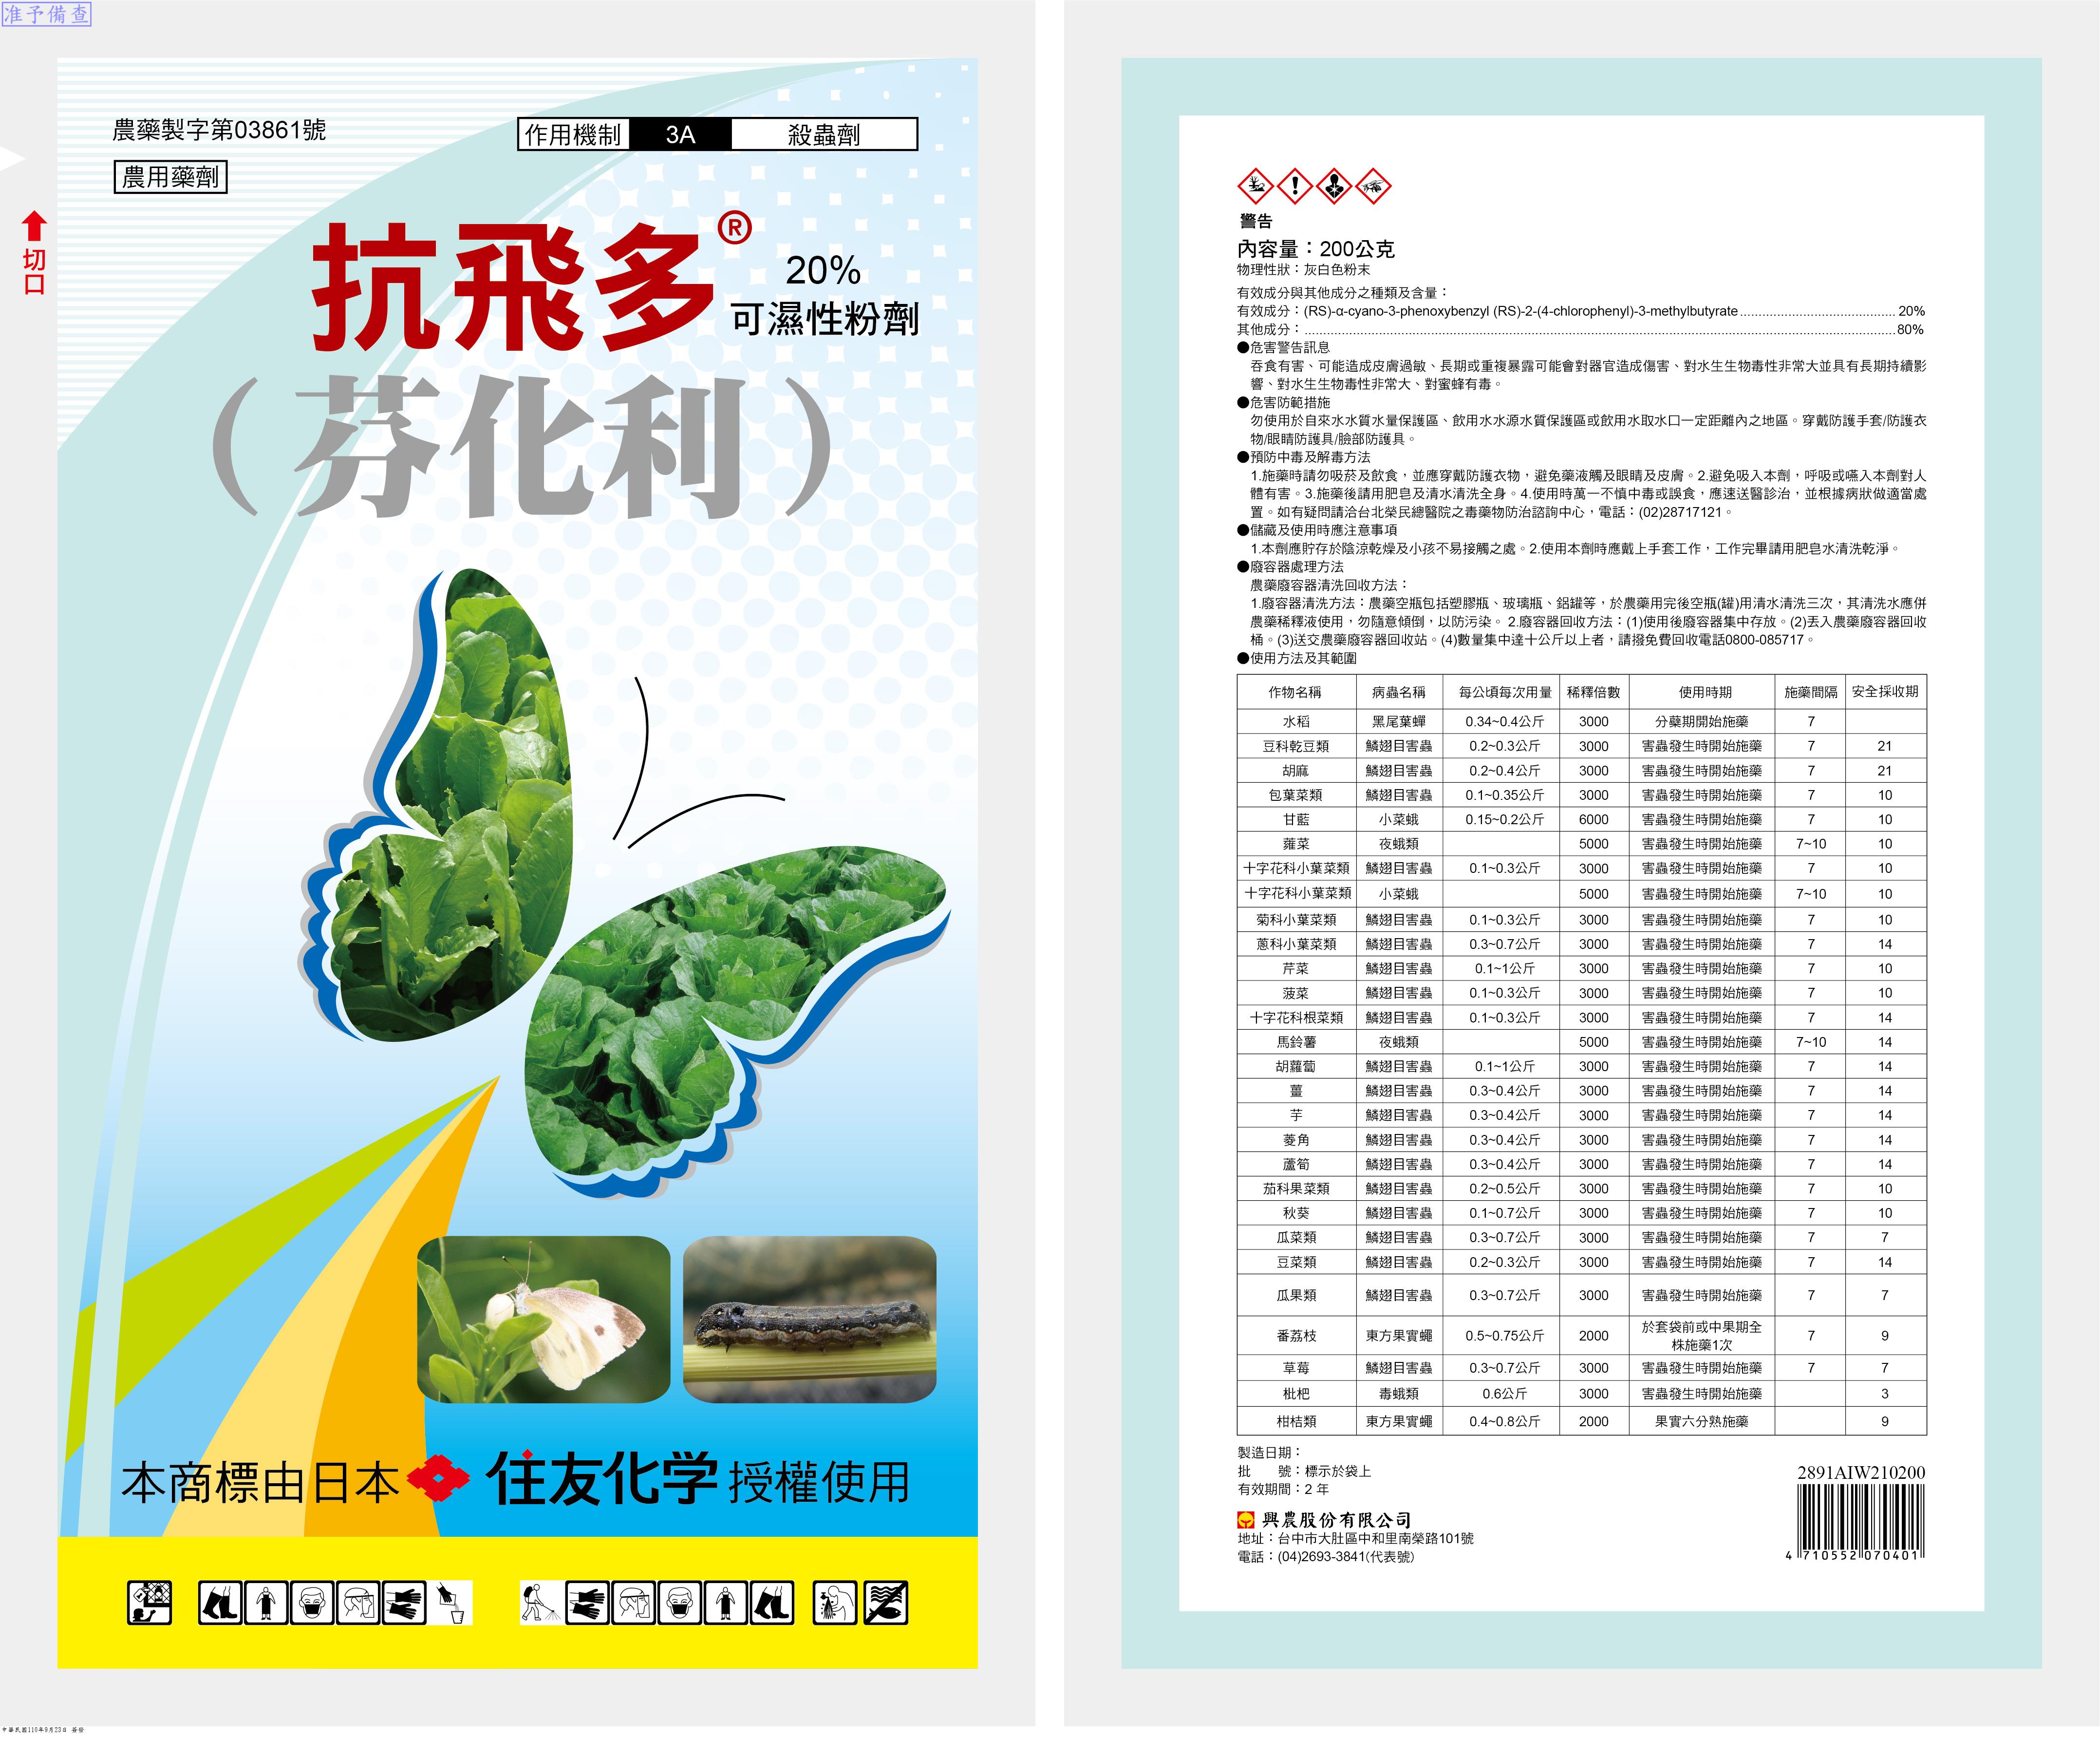 准予備查
農藥製字第03861號
農用藥劑
作用機制 3A 殺蟲劑
切口
抗飛多®
20%
可濕性粉劑
（芬化利）
本商標由日本 住友化学 授權使用
中華民國110年9月23日 簽發
警告
內容量：200公克
物理性狀：灰白色粉末
有效成分與其他成分之種類及含量：
有效成分：(RS)-α-cyano-3-phenoxybenzyl (RS)-2-(4-chlorophenyl)-3-methylbutyrate 20%
其他成分： 80%
●危害警告訊息
吞食有害、可能造成皮膚過敏、長期或重複暴露可能會對器官造成傷害、對水生生物毒性非常大並具有長期持續影
響、對水生生物毒性非常大、對蜜蜂有毒。
●危害防範措施
勿使用於自來水水質水量保護區、飲用水水源水質保護區或飲用水取水口一定距離內之地區。穿戴防護手套/防護衣
物/眼睛防護具/臉部防護具。
●預防中毒及解毒方法
1.施藥時請勿吸菸及飲食，並應穿戴防護衣物，避免藥液觸及眼睛及皮膚。2.避免吸入本劑，呼吸或嚥入本劑對人
體有害。3.施藥後請用肥皂及清水清洗全身。4.使用時萬一不慎中毒或誤食，應速送醫診治，並根據病狀做適當處
置。如有疑問請洽台北榮民總醫院之毒藥物防治諮詢中心，電話：(02)28717121。
●儲藏及使用時應注意事項
1.本劑應貯存於陰涼乾燥及小孩不易接觸之處。2.使用本劑時應戴上手套工作，工作完畢請用肥皂水清洗乾淨。
●廢容器處理方法
農藥廢容器清洗回收方法：
1.廢容器清洗方法：農藥空瓶包括塑膠瓶、玻璃瓶、鋁罐等，於農藥用完後空瓶(罐)用清水清洗三次，其清洗水應併
農藥稀釋液使用，勿隨意傾倒，以防污染。 2.廢容器回收方法：(1)使用後廢容器集中存放。(2)丟入農藥廢容器回收
桶。(3)送交農藥廢容器回收站。(4)數量集中達十公斤以上者，請撥免費回收電話0800-085717。
●使用方法及其範圍
作物名稱 病蟲名稱 每公頃每次用量 稀釋倍數 使用時期 施藥間隔 安全採收期
水稻 黑尾葉蟬 0.34~0.4公斤 3000 分蘗期開始施藥 7
豆科乾豆類 鱗翅目害蟲 0.2~0.3公斤 3000 害蟲發生時開始施藥 7 21
胡麻 鱗翅目害蟲 0.2~0.4公斤 3000 害蟲發生時開始施藥 7 21
包葉菜類 鱗翅目害蟲 0.1~0.35公斤 3000 害蟲發生時開始施藥 7 10
甘藍 小菜蛾 0.15~0.2公斤 6000 害蟲發生時開始施藥 7 10
蕹菜 夜蛾類 5000 害蟲發生時開始施藥 7~10 10
十字花科小葉菜類 鱗翅目害蟲 0.1~0.3公斤 3000 害蟲發生時開始施藥 7 10
十字花科小葉菜類 小菜蛾 5000 害蟲發生時開始施藥 7~10 10
菊科小葉菜類 鱗翅目害蟲 0.1~0.3公斤 3000 害蟲發生時開始施藥 7 10
蔥科小葉菜類 鱗翅目害蟲 0.3~0.7公斤 3000 害蟲發生時開始施藥 7 14
芹菜 鱗翅目害蟲 0.1~1公斤 3000 害蟲發生時開始施藥 7 10
菠菜 鱗翅目害蟲 0.1~0.3公斤 3000 害蟲發生時開始施藥 7 10
十字花科根菜類 鱗翅目害蟲 0.1~0.3公斤 3000 害蟲發生時開始施藥 7 14
馬鈴薯 夜蛾類 5000 害蟲發生時開始施藥 7~10 14
胡蘿蔔 鱗翅目害蟲 0.1~1公斤 3000 害蟲發生時開始施藥 7 14
薑 鱗翅目害蟲 0.3~0.4公斤 3000 害蟲發生時開始施藥 7 14
芋 鱗翅目害蟲 0.3~0.4公斤 3000 害蟲發生時開始施藥 7 14
菱角 鱗翅目害蟲 0.3~0.4公斤 3000 害蟲發生時開始施藥 7 14
蘆筍 鱗翅目害蟲 0.3~0.4公斤 3000 害蟲發生時開始施藥 7 14
茄科果菜類 鱗翅目害蟲 0.2~0.5公斤 3000 害蟲發生時開始施藥 7 10
秋葵 鱗翅目害蟲 0.1~0.7公斤 3000 害蟲發生時開始施藥 7 10
瓜菜類 鱗翅目害蟲 0.3~0.7公斤 3000 害蟲發生時開始施藥 7 7
豆菜類 鱗翅目害蟲 0.2~0.3公斤 3000 害蟲發生時開始施藥 7 14
瓜果類 鱗翅目害蟲 0.3~0.7公斤 3000 害蟲發生時開始施藥 7 7
番荔枝 東方果實蠅 0.5~0.75公斤 2000 於套袋前或中果期全 7 9
株施藥1次
草莓 鱗翅目害蟲 0.3~0.7公斤 3000 害蟲發生時開始施藥 7 7
枇杷 毒蛾類 0.6公斤 3000 害蟲發生時開始施藥 3
柑桔類 東方果實蠅 0.4~0.8公斤 2000 果實六分熟施藥 9
製造日期：
批　　號：標示於袋上
有效期間：2 年
興農股份有限公司
地址：台中市大肚區中和里南榮路101號
電話：(04)2693-3841(代表號)
2891AIW210200
4 710552 070401